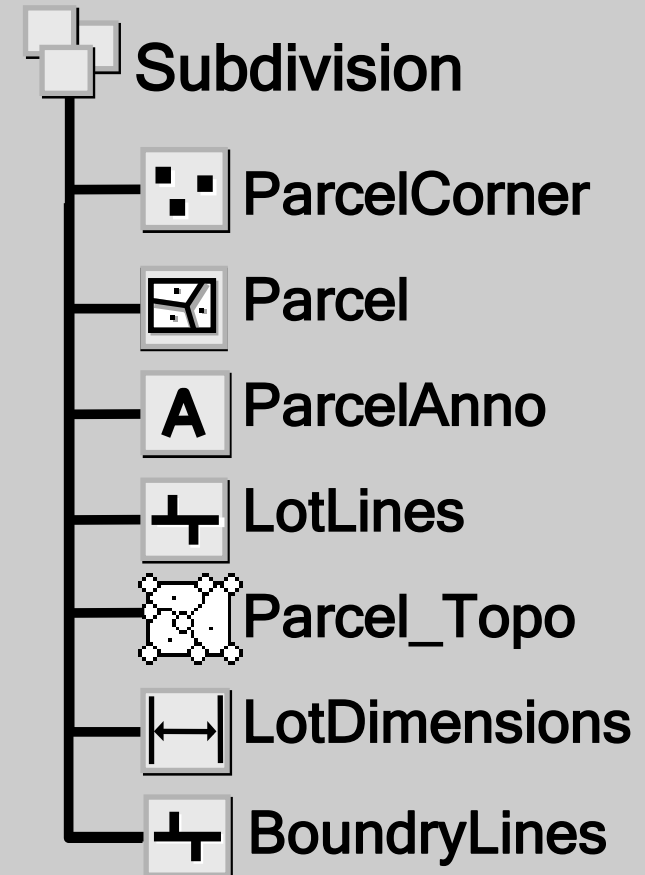 Subdivision
ParcelCorner
Parcel
A ParcelAnno
LotLines
Parcel_Topo
LotDimensions
BoundryLines